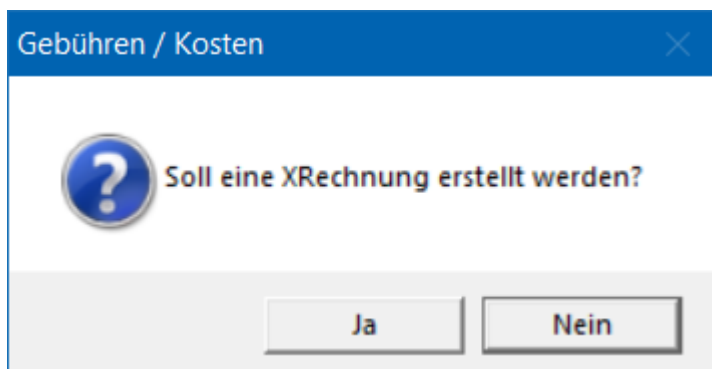 Gebühren / Kosten
Soll eine XRechnung erstellt werden?
Ja
Nein